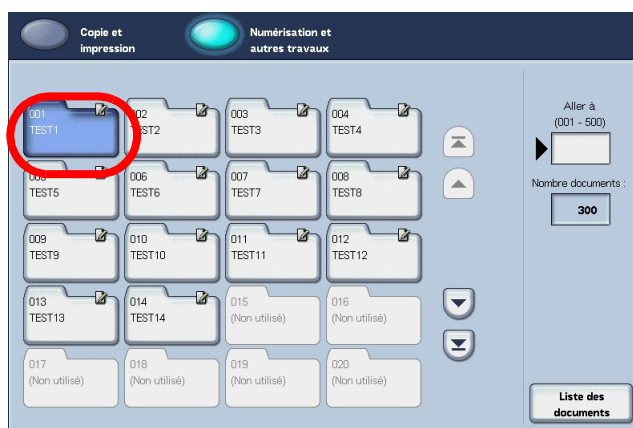 Copie et
impression
Numérisation et
autres travaux
001
TEST1
002
TEST2
003
TEST3
004
TEST4
005
TEST5
006
TEST6
007
TEST7
008
TEST8
009
TEST9
010
TEST10
011
TEST11
012
TEST12
013
TEST13
014
TEST14
015
(Non utilisé)
016
(Non utilisé)
017
(Non utilisé)
018
(Non utilisé)
019
(Non utilisé)
020
(Non utilisé)
Aller à
(001 - 500)
Nombre documents :
300
Liste des
documents